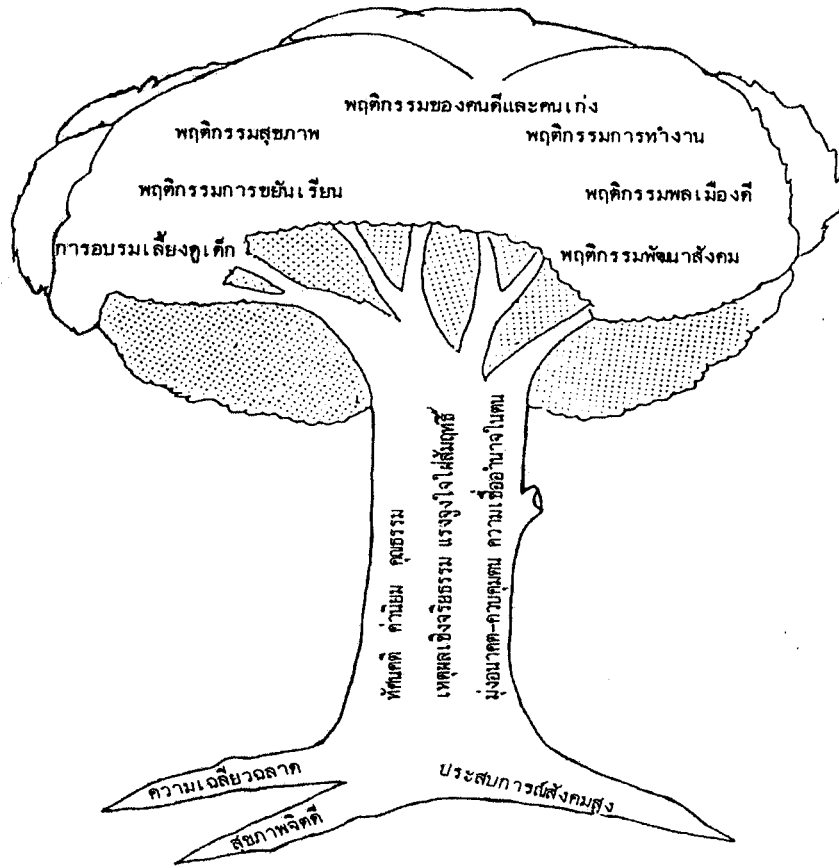 พฤติกรรมของคนดีและคนเก่ง
พฤติกรรมสุขภาพ
พฤติกรรมการทำงาน
พฤติกรรมการขยันเรียน
พฤติกรรมพลเมืองดี
การอบรมเลี้ยงดูเด็ก
พฤติกรรมพัฒนาสังคม
ทัศนคติ ค่านิยม คุณธรรม
เหตุผลเชิงจริยธรรม แรงจูงใจใฝ่สัมฤทธิ์
มุ่งอนาคต-ควบคุมตน ความเชื่ออำนาจในตน
ความเฉลียวฉลาด
ประสบการณ์สังคมสูง
สุขภาพจิตดี